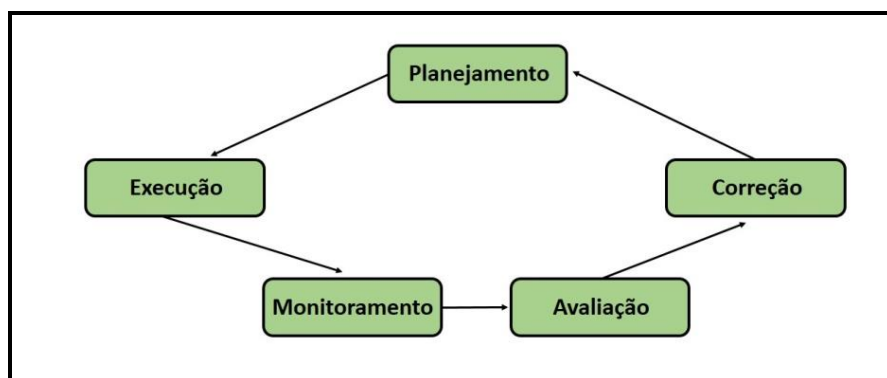 Planejamento
Execução
Correção
Monitoramento
Avaliação